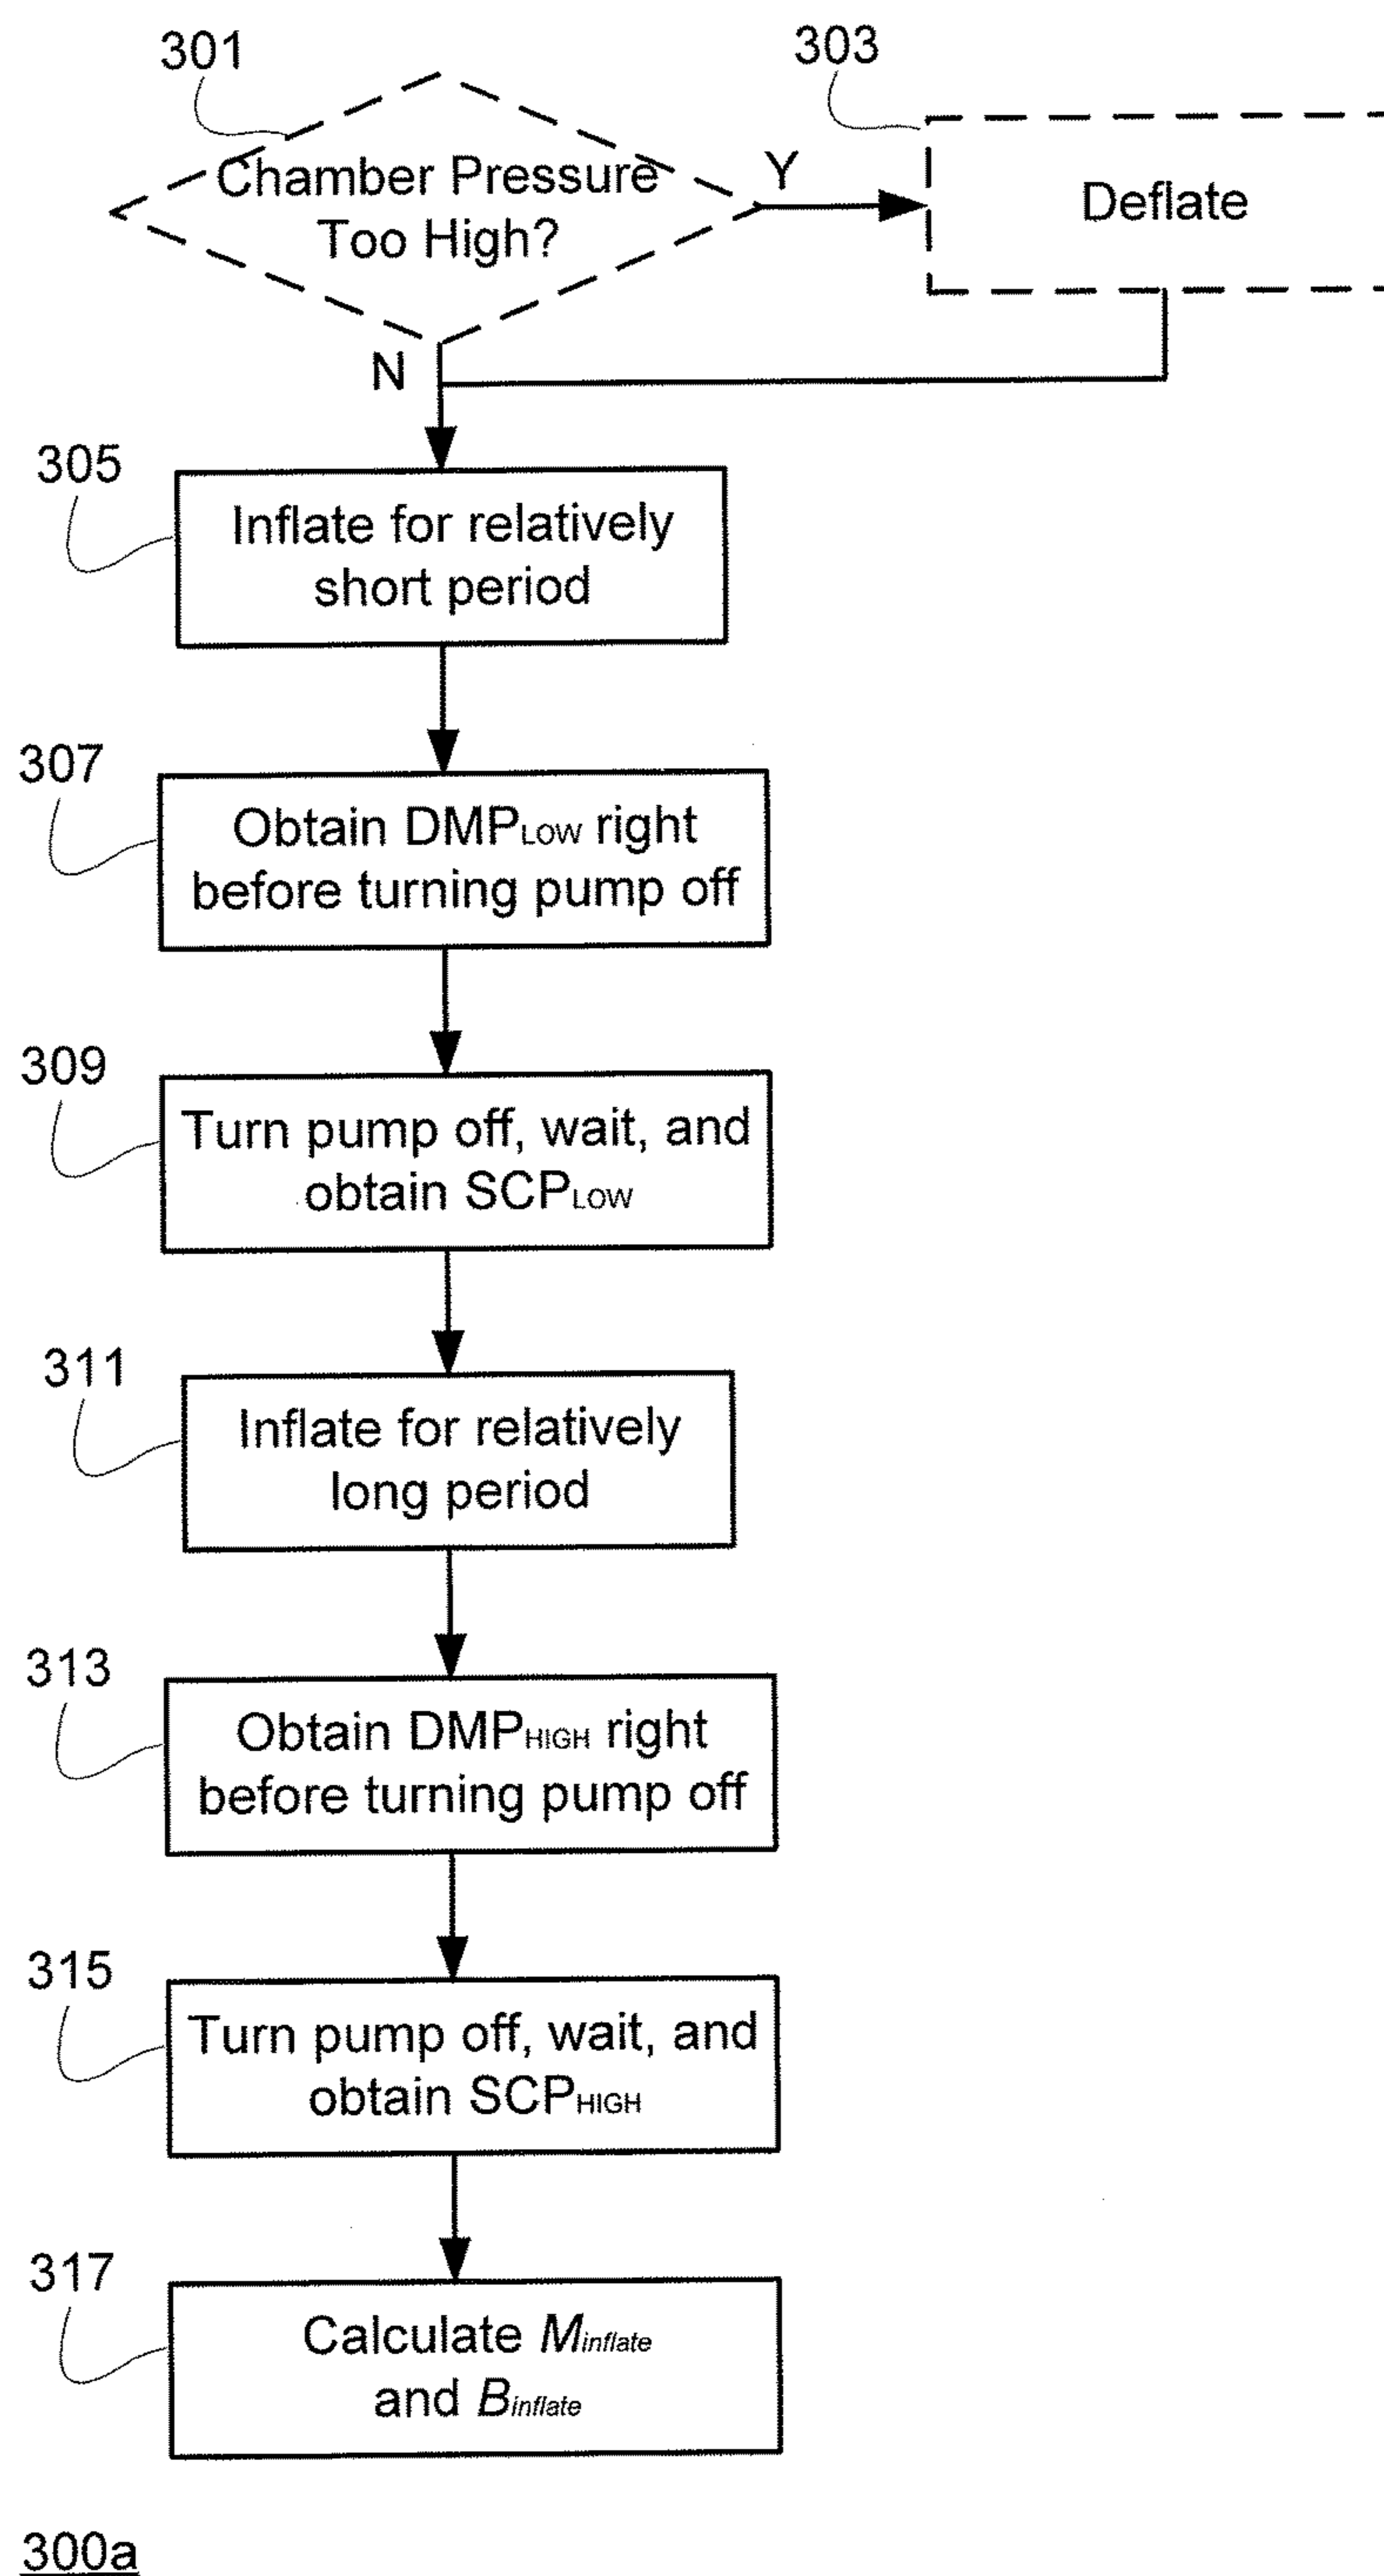 301
303
Chamber Pressure
Too High?
Y
Deflate
N
305
Inflate for relatively
short period
307
Obtain DMPLOW right
before turning pump off
309
Turn pump off, wait, and
obtain SCPLOW
311
Inflate for relatively
long period
313
Obtain DMPHIGH right
before turning pump off
315
Turn pump off, wait, and
obtain SCPHIGH
317
Calculate Minflate
and Binflate
300a